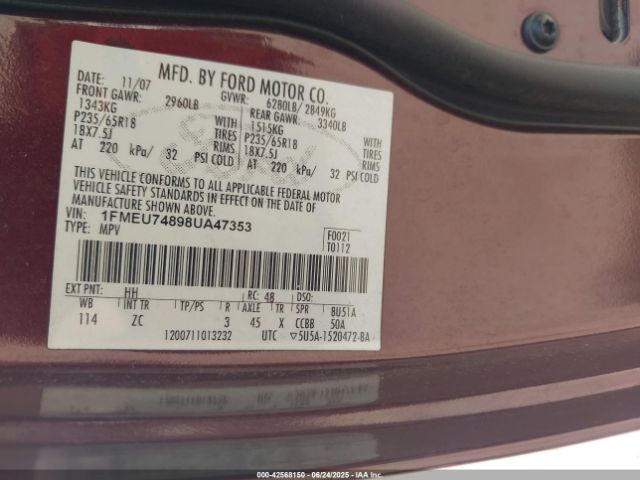 MFD. BY FORD MOTOR CO.
DATE: 11/07 GVWR: 6280LB/ 2849KG
FRONT GAWR: 2960LB REAR GAWR: 3340LB
1343KG WITH 1515KG WITH
P235/65R18 TIRES P235/65R18 TIRES
18X7.5J RIMS 18X7.5J RIMS
AT 220 kPa/ 32 PSI COLD AT 220 kPa/ 32 PSI COLD
THIS VEHICLE CONFORMS TO ALL APPLICABLE FEDERAL MOTOR
VEHICLE SAFETY STANDARDS IN EFFECT ON THE DATE OF
MANUFACTURE SHOWN ABOVE.
VIN: 1FMEU74898UA47353 F0021
TYPE: MPV T0112
EXT PNT: HH RC: 48 DSO:
WB INT TR TP/PS R AXLE TR SPR 8U51A
114 ZC 3 45 X CCBB 50A
1200711013232 UTC ▽5U5A-1520472-BA
Ford
000-42568150 - 06/24/2025 - IAAI.COM